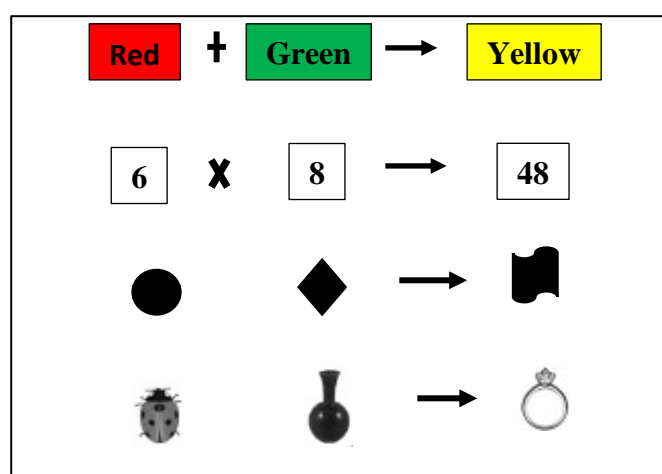 Red + Green → Yellow
6 x 8 → 48
→
→